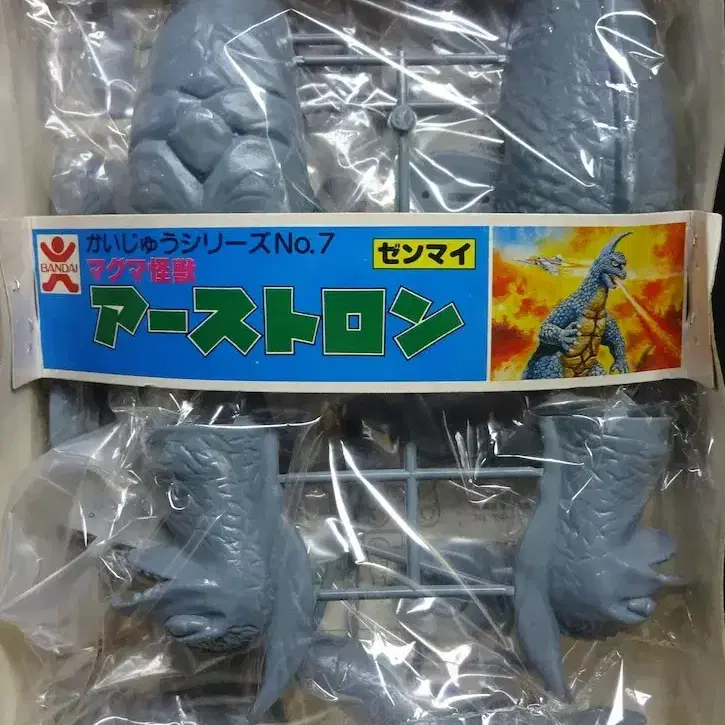 BANDAI
かいじゅうシリーズNo.7
マグマ怪獣
アーストロン
ゼンマイ